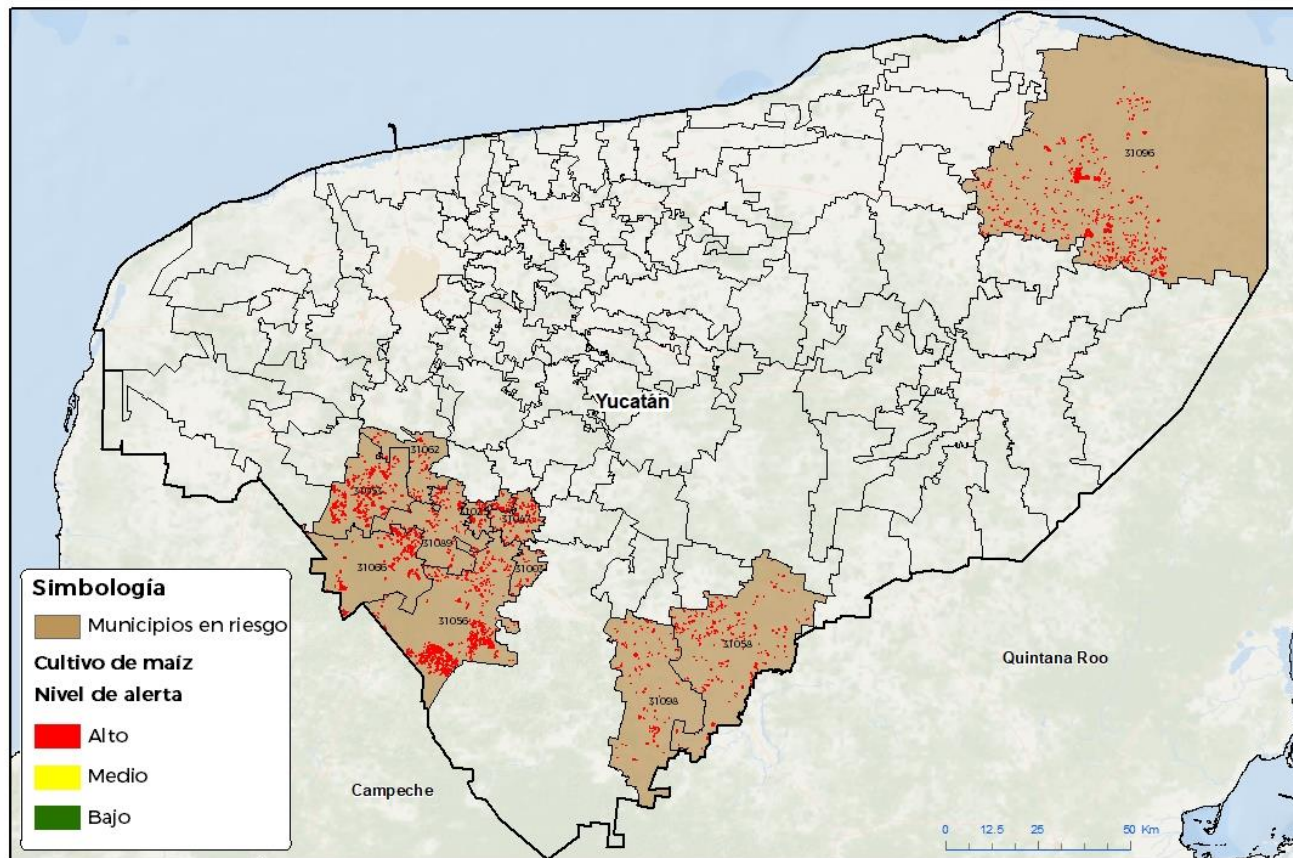 31096
Yucatán
31062
31053
31089
31066
31056
31058
31098
Quintana Roo
Campeche
Simbología
Municipios en riesgo
Cultivo de maíz
Nivel de alerta
Alto
Medio
Bajo
0 12.5 25 50 Km